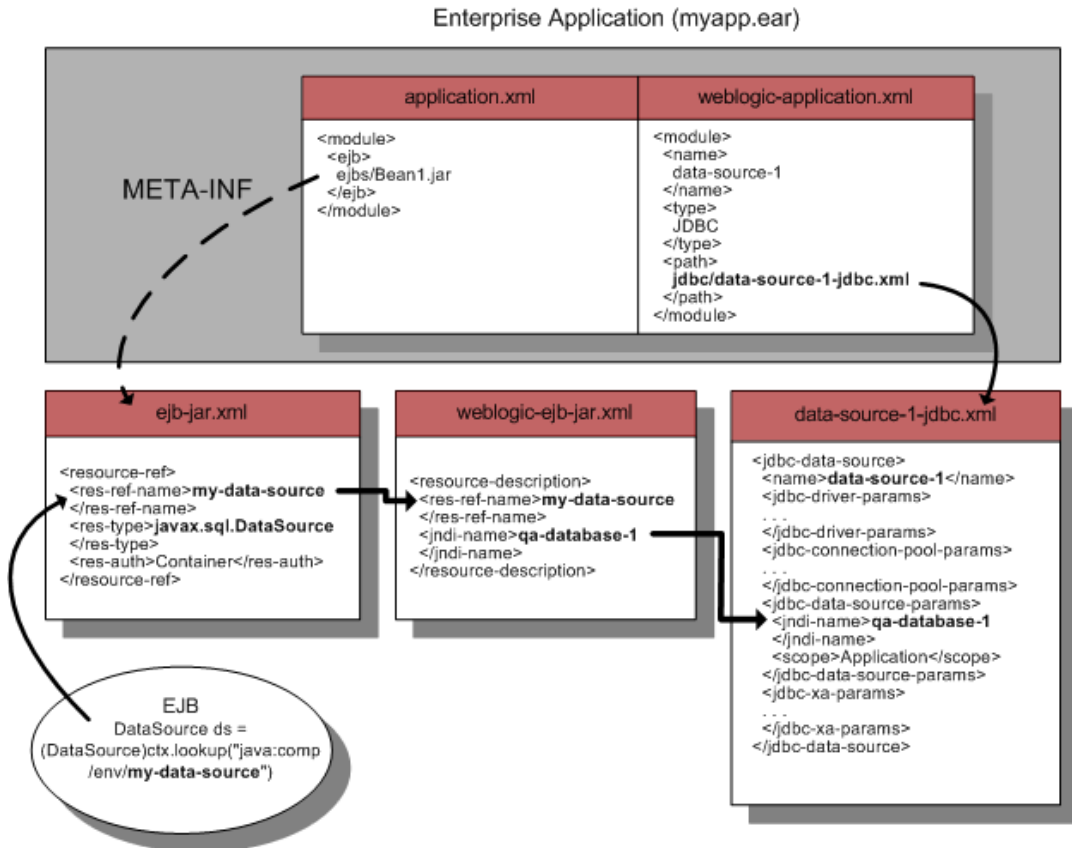 Enterprise Application (myapp.ear)
META-INF
application.xml
<module>
<ejb>
ejbs/Bean1.jar
</ejb>
</module>
weblogic-application.xml
<module>
<name>
data-source-1
</name>
<type>
JDBC
</type>
<path>
jdbc/data-source-1-jdbc.xml
</path>
</module>
ejb-jar.xml
<resource-ref>
<res-ref-name>my-data-source
</res-ref-name>
<res-type>javax.sql.DataSource
</res-type>
<res-auth>Container</res-auth>
</resource-ref>
weblogic-ejb-jar.xml
<resource-description>
<res-ref-name>my-data-source
</res-ref-name>
<jndi-name>qa-database-1
</jndi-name>
</resource-description>
data-source-1-jdbc.xml
<jdbc-data-source>
<name>data-source-1</name>
<jdbc-driver-params>
. . .
</jdbc-driver-params>
<jdbc-connection-pool-params>
. . .
</jdbc-connection-pool-params>
<jdbc-data-source-params>
<jndi-name>qa-database-1
</jndi-name>
<scope>Application</scope>
</jdbc-data-source-params>
<jdbc-xa-params>
. . .
</jdbc-xa-params>
</jdbc-data-source>
EJB
DataSource ds =
(DataSource)ctx.lookup("java:comp
/env/my-data-source")